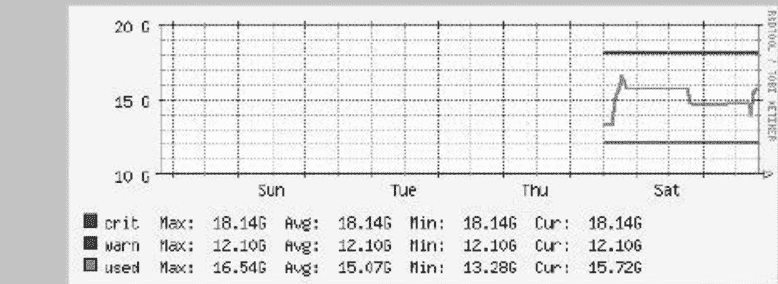 20 G
RRDTOOL / TOBI OETIKER
15 G
10 G
Sun Tue Thu Sat
crit Max: 18.14G Avg: 18.14G Min: 18.14G Cur: 18.14G
warn Max: 12.10G Avg: 12.10G Min: 12.10G Cur: 12.10G
used Max: 16.54G Avg: 15.07G Min: 13.28G Cur: 15.72G